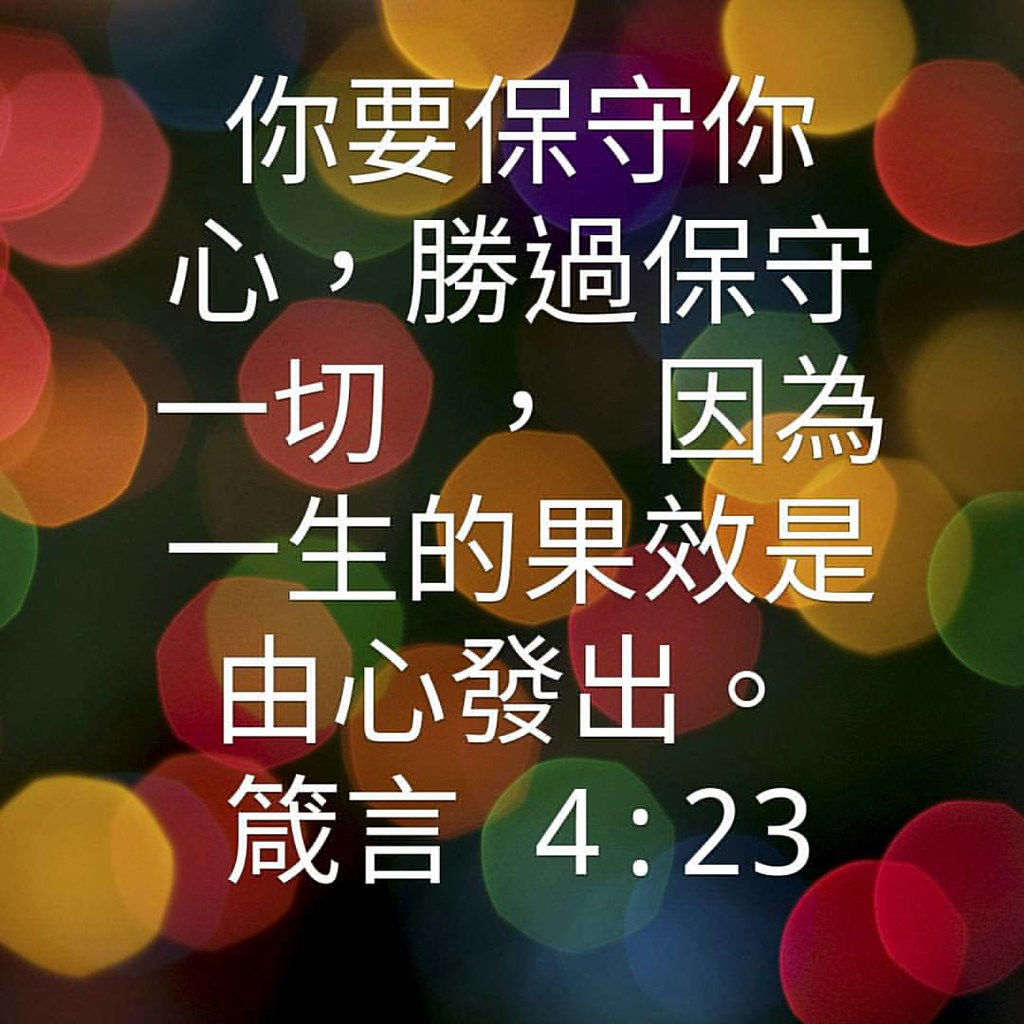 你要保守你
心，勝過保守
一切 ， 因為
一生的果效是
由心發出。
箴言 4:23